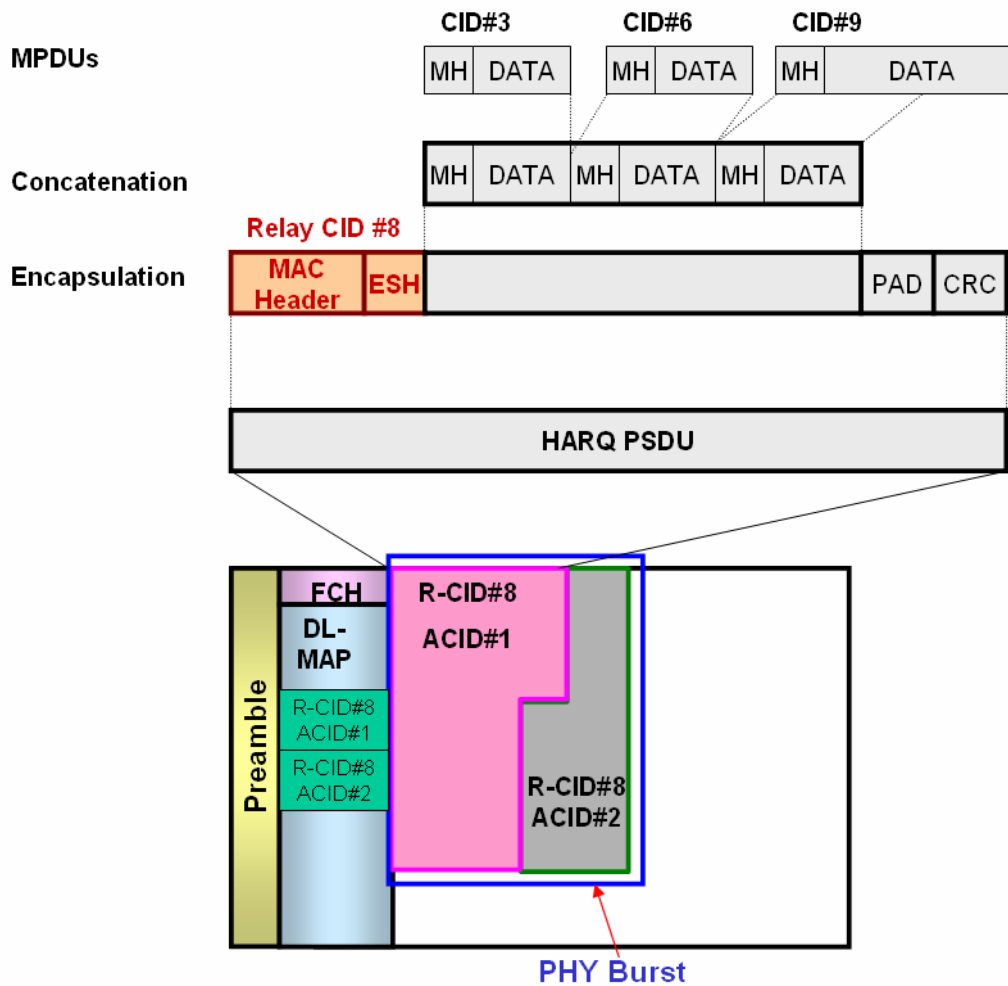 CID#3 CID#6 CID#9
MPDUs
MH DATA MH DATA MH DATA
Concatenation
MH DATA MH DATA MH DATA
Relay CID #8
Encapsulation
MAC
Header
ESH
PAD CRC
HARQ PSDU
Preamble
FCH
DL-
MAP
R-CID#8
ACID#1
R-CID#8
ACID#2
R-CID#8
ACID#1
R-CID#8
ACID#2
PHY Burst